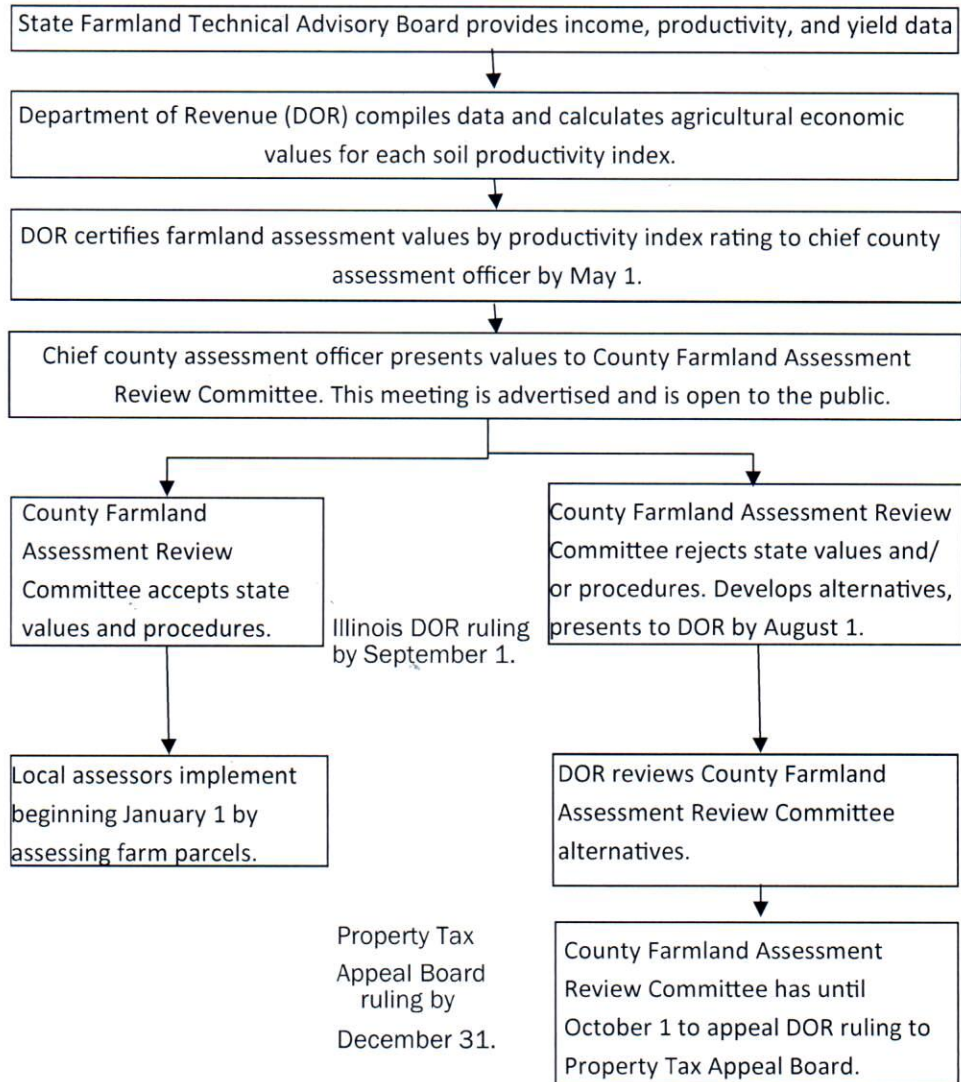 State Farmland Technical Advisory Board provides income, productivity, and yield data
Department of Revenue (DOR) compiles data and calculates agricultural economic
values for each soil productivity index.
DOR certifies farmland assessment values by productivity index rating to chief county
assessment officer by May 1.
Chief county assessment officer presents values to County Farmland Assessment
Review Committee. This meeting is advertised and is open to the public.
County Farmland
Assessment Review
Committee accepts state
values and procedures.
Illinois DOR ruling
by September 1.
County Farmland Assessment Review
Committee rejects state values and/
or procedures. Develops alternatives,
presents to DOR by August 1.
Local assessors implement
beginning January 1 by
assessing farm parcels.
DOR reviews County Farmland
Assessment Review Committee
alternatives.
Property Tax
Appeal Board
ruling by
December 31.
County Farmland Assessment
Review Committee has until
October 1 to appeal DOR ruling to
Property Tax Appeal Board.